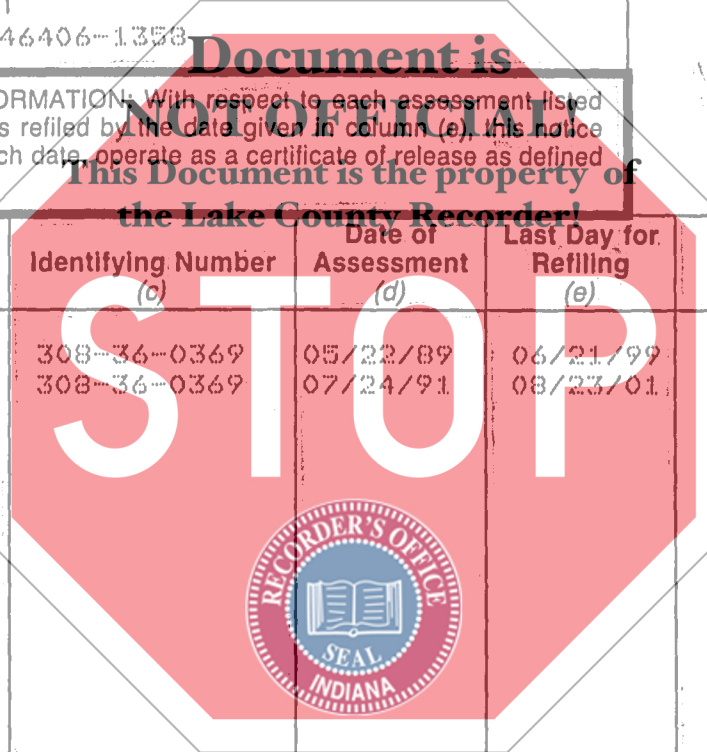 46406-1358
Document is
NOT OFFICIAL!
This Document is the property of
the Lake County Recorder!
ORMATION: With respect to each assessment listed
s refiled by the date given in column (e), this notice
ch date, operate as a certificate of release as defined
Identifying Number
(c)
Date of
Assessment
(d)
Last Day for
Refiling
(e)
308-36-0369 05/22/89 06/21/99
308-36-0369 07/24/91 08/23/01
STOP
RECORDER'S OFFICE
SEAL
INDIANA